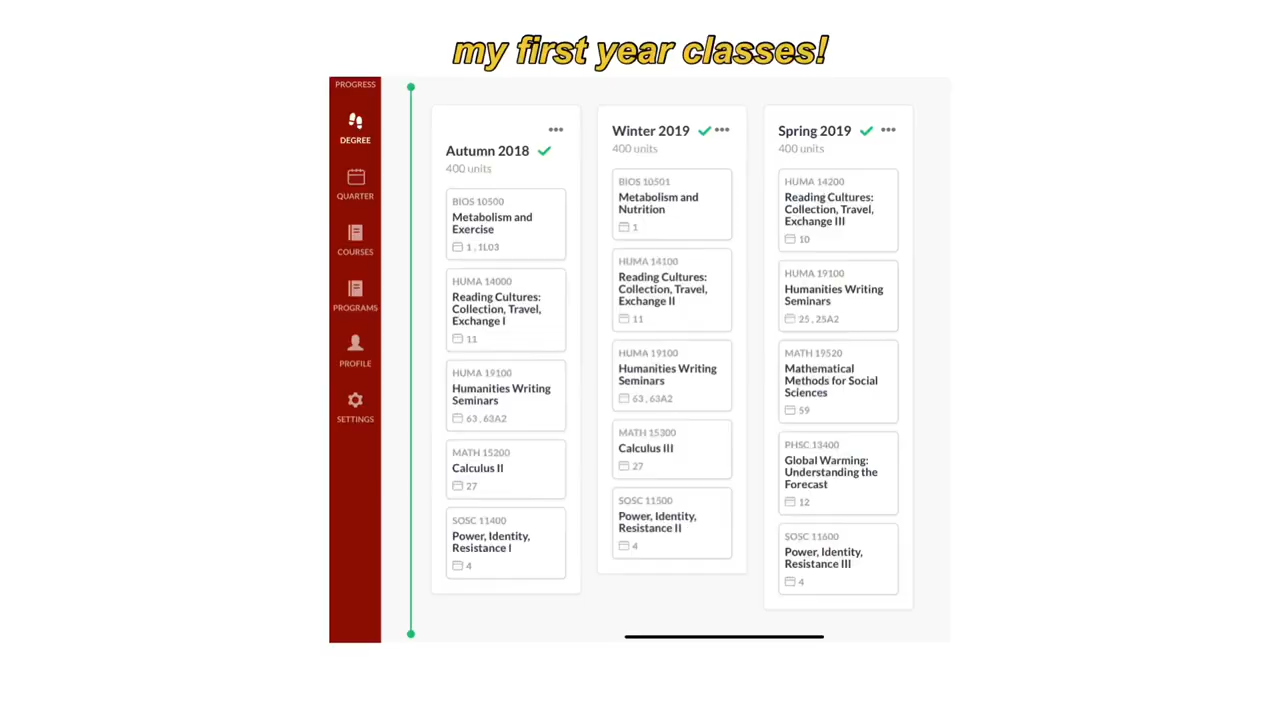 my first year classes!
PROGRESS
DEGREE
QUARTER
COURSES
PROGRAMS
PROFILE
SETTINGS
Autumn 2018
400 units
BIOS 10500
Metabolism and
Exercise
1 , 1L03
HUMA 14000
Reading Cultures:
Collection, Travel,
Exchange I
11
HUMA 19100
Humanities Writing
Seminars
63 , 63A2
MATH 15200
Calculus II
27
SOSC 11400
Power, Identity,
Resistance I
4
Winter 2019
400 units
BIOS 10501
Metabolism and
Nutrition
1
HUMA 14100
Reading Cultures:
Collection, Travel,
Exchange II
11
HUMA 19100
Humanities Writing
Seminars
63 , 63A2
MATH 15300
Calculus III
27
SOSC 11500
Power, Identity,
Resistance II
4
Spring 2019
400 units
HUMA 14200
Reading Cultures:
Collection, Travel,
Exchange III
10
HUMA 19100
Humanities Writing
Seminars
25 , 25A2
MATH 19520
Mathematical
Methods for Social
Sciences
59
PHSC 13400
Global Warming:
Understanding the
Forecast
12
SOSC 11600
Power, Identity,
Resistance III
4